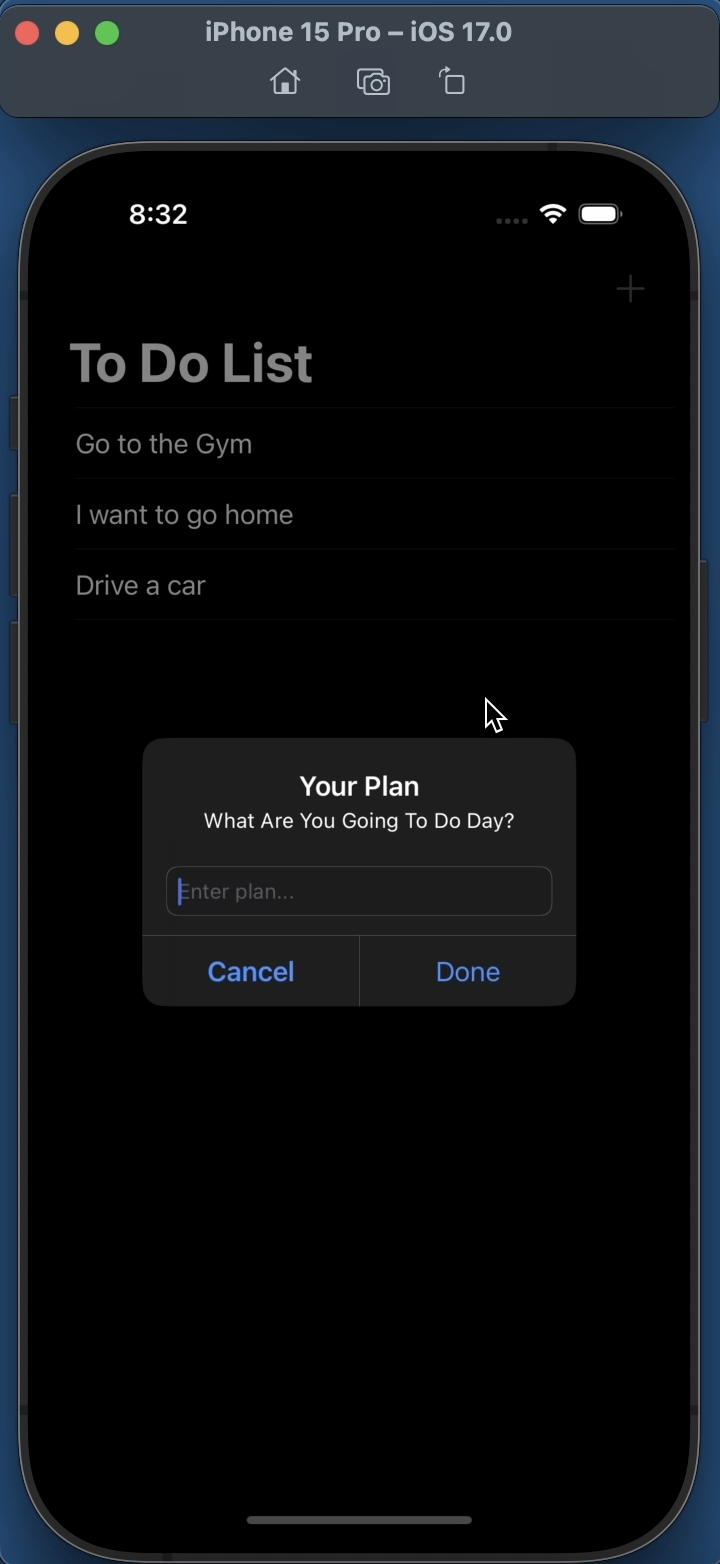 iPhone 15 Pro – iOS 17.0
8:32
To Do List
Go to the Gym
I want to go home
Drive a car
Your Plan
What Are You Going To Do Day?
Enter plan...
Cancel Done